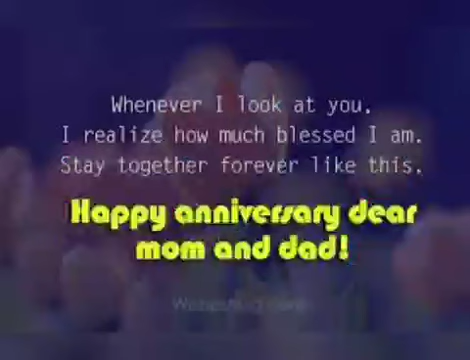 Whenever I look at you.
I realize how much blessed I am.
Stay together forever like this.
Happy anniversary dear
mom and dad!